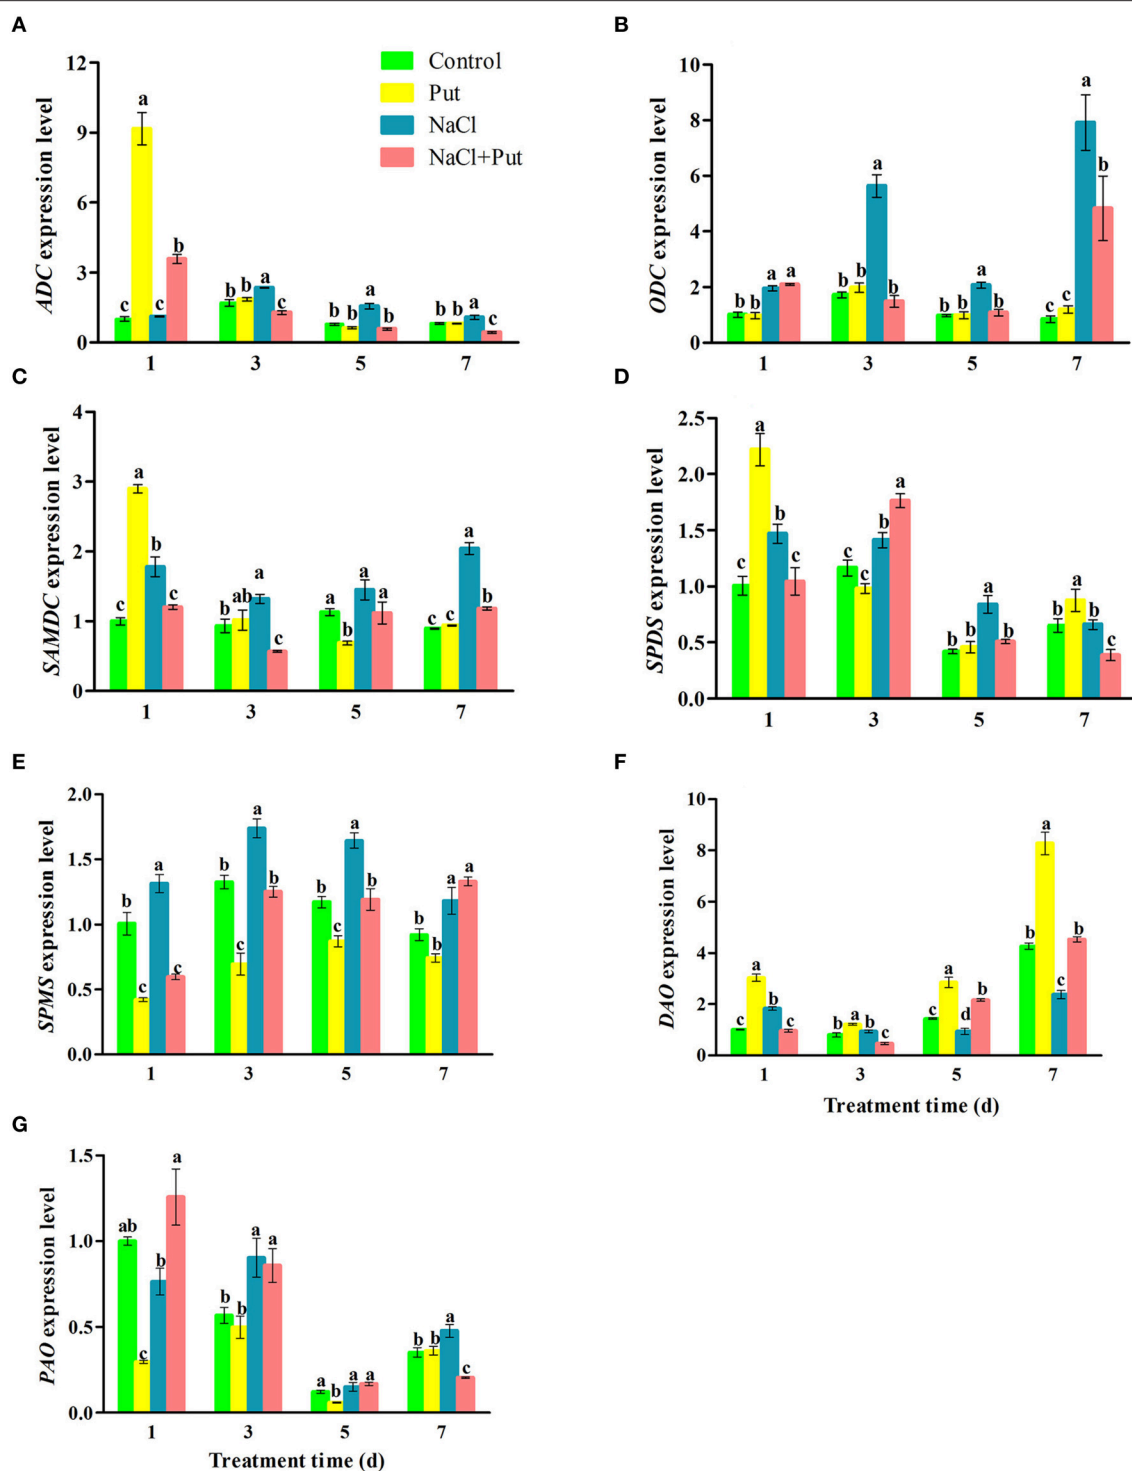 A
ADC expression level
12
9
6
3
0
a
c
c
b
b
b
a
c
b
b
a
b
b
b
a
c
1
3
5
7
Control
Put
NaCl
NaCl+Put
B
ODC expression level
10
8
6
4
2
0
b
b
a
a
b
b
a
b
b
b
a
b
c
c
a
b
1
3
5
7
C
SAMDC expression level
4
3
2
1
0
c
a
b
c
b
ab
a
c
a
b
a
a
c
c
a
b
1
3
5
7
D
SPDS expression level
2.5
2.0
1.5
1.0
0.5
0.0
c
a
b
c
c
c
b
a
b
b
a
b
b
a
b
c
1
3
5
7
E
SPMS expression level
2.0
1.5
1.0
0.5
0.0
b
c
a
c
b
c
a
b
b
c
a
b
b
b
a
a
1
3
5
7
F
DAO expression level
10
8
6
4
2
0
c
a
b
c
b
a
b
c
c
a
d
b
b
a
c
b
1
3
5
7
Treatment time (d)
G
PAO expression level
1.5
1.0
0.5
0.0
ab
c
b
a
b
b
a
a
a
b
a
a
b
b
a
c
1
3
5
7
Treatment time (d)